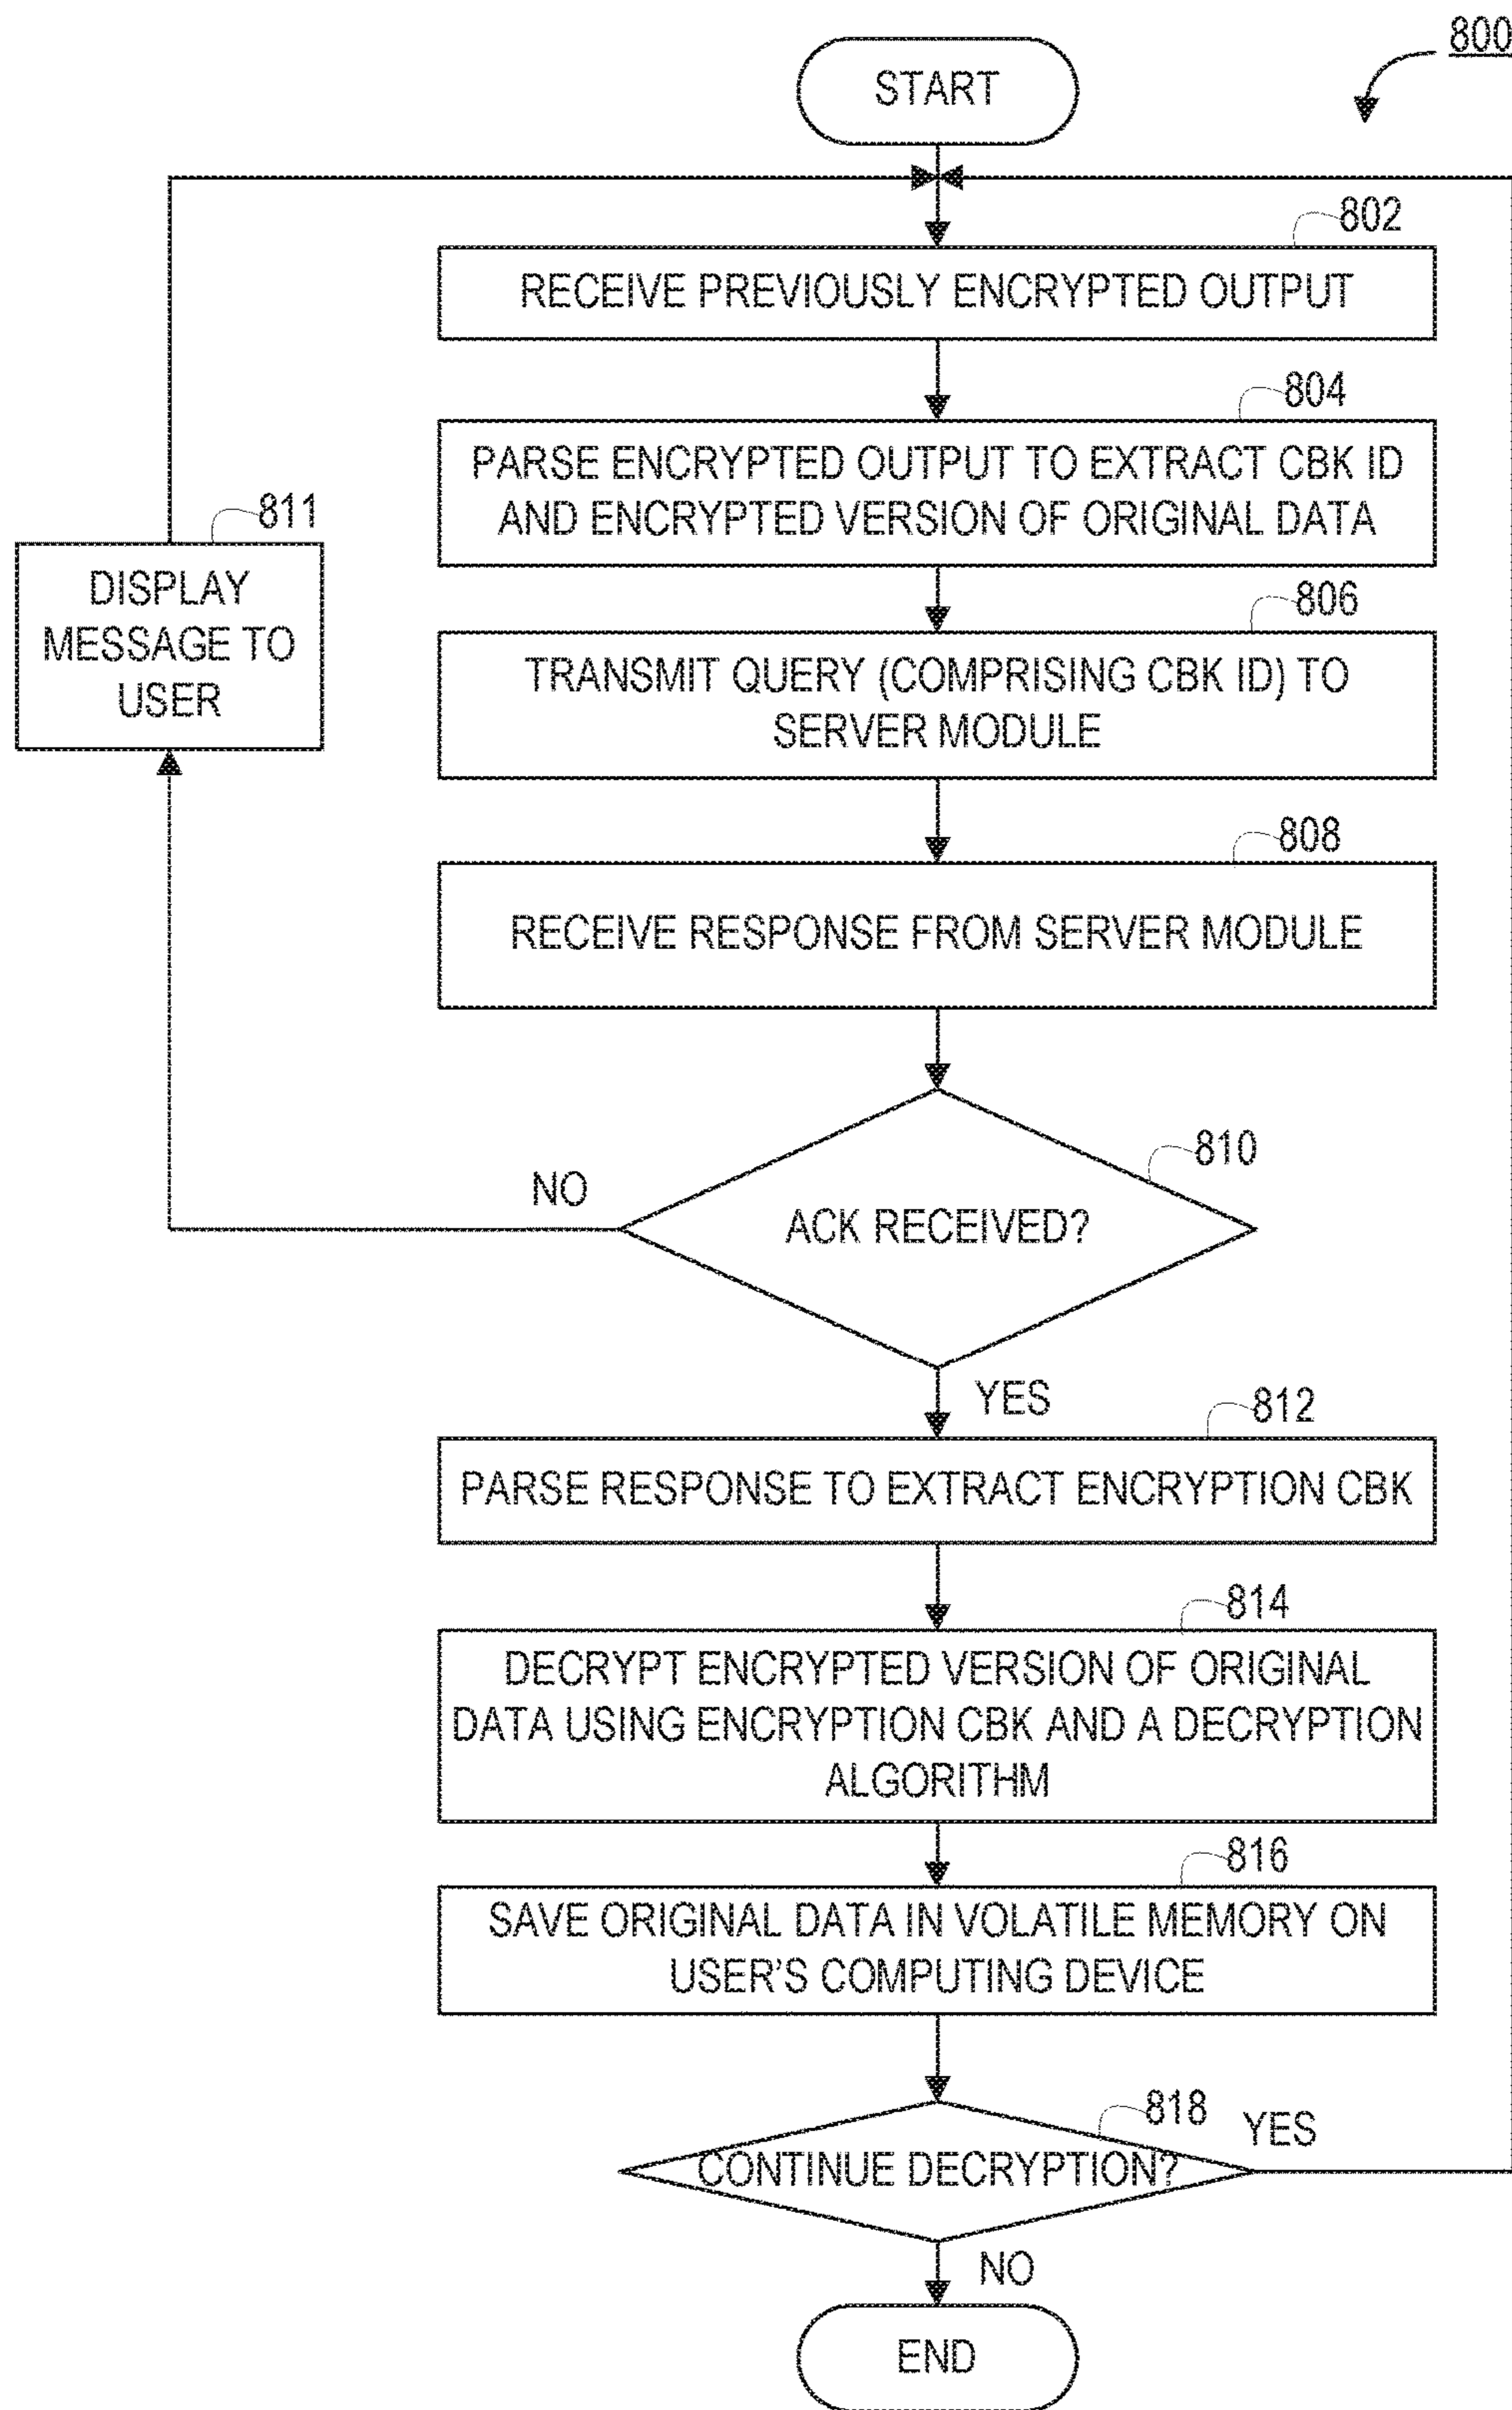 800
START
802
RECEIVE PREVIOUSLY ENCRYPTED OUTPUT
804
PARSE ENCRYPTED OUTPUT TO EXTRACT CBK ID
AND ENCRYPTED VERSION OF ORIGINAL DATA
811
DISPLAY
MESSAGE TO
USER
806
TRANSMIT QUERY (COMPRISING CBK ID) TO
SERVER MODULE
808
RECEIVE RESPONSE FROM SERVER MODULE
810
NO
ACK RECEIVED?
YES
812
PARSE RESPONSE TO EXTRACT ENCRYPTION CBK
814
DECRYPT ENCRYPTED VERSION OF ORIGINAL
DATA USING ENCRYPTION CBK AND A DECRYPTION
ALGORITHM
816
SAVE ORIGINAL DATA IN VOLATILE MEMORY ON
USER'S COMPUTING DEVICE
818
YES
CONTINUE DECRYPTION?
NO
END